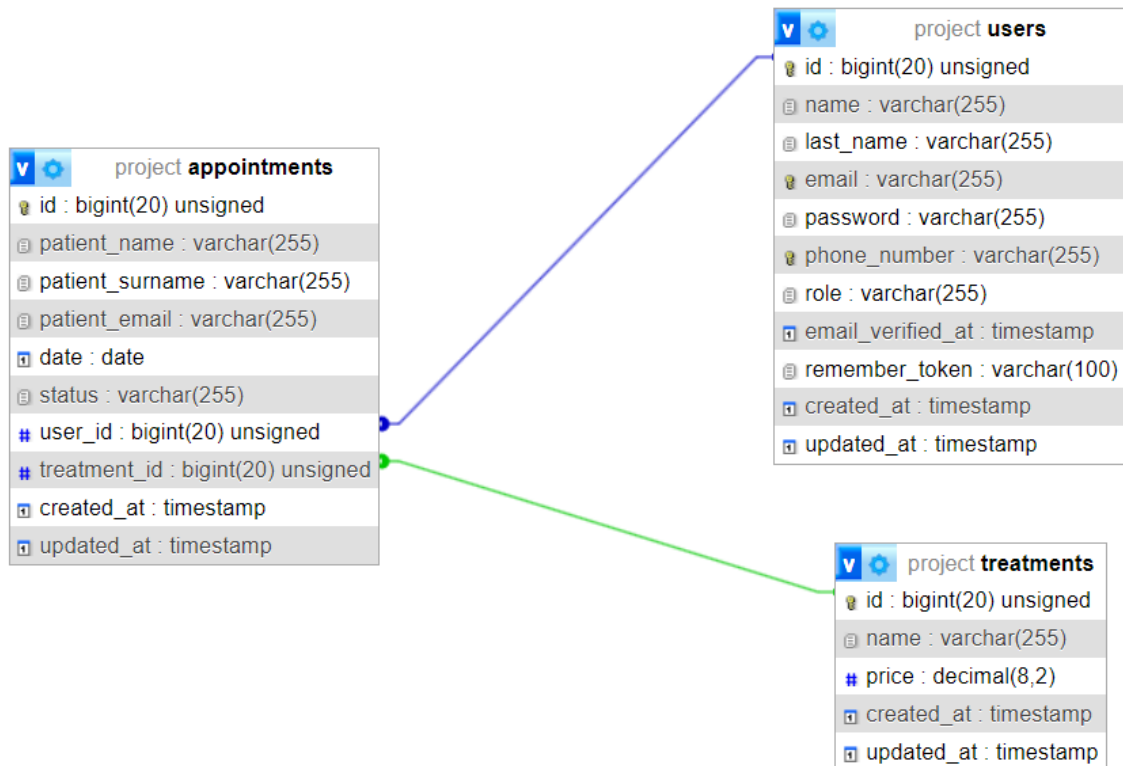 project appointments
id : bigint(20) unsigned
patient_name : varchar(255)
patient_surname : varchar(255)
patient_email : varchar(255)
date : date
status : varchar(255)
user_id : bigint(20) unsigned
treatment_id : bigint(20) unsigned
created_at : timestamp
updated_at : timestamp
project users
id : bigint(20) unsigned
name : varchar(255)
last_name : varchar(255)
email : varchar(255)
password : varchar(255)
phone_number : varchar(255)
role : varchar(255)
email_verified_at : timestamp
remember_token : varchar(100)
created_at : timestamp
updated_at : timestamp
project treatments
id : bigint(20) unsigned
name : varchar(255)
price : decimal(8,2)
created_at : timestamp
updated_at : timestamp